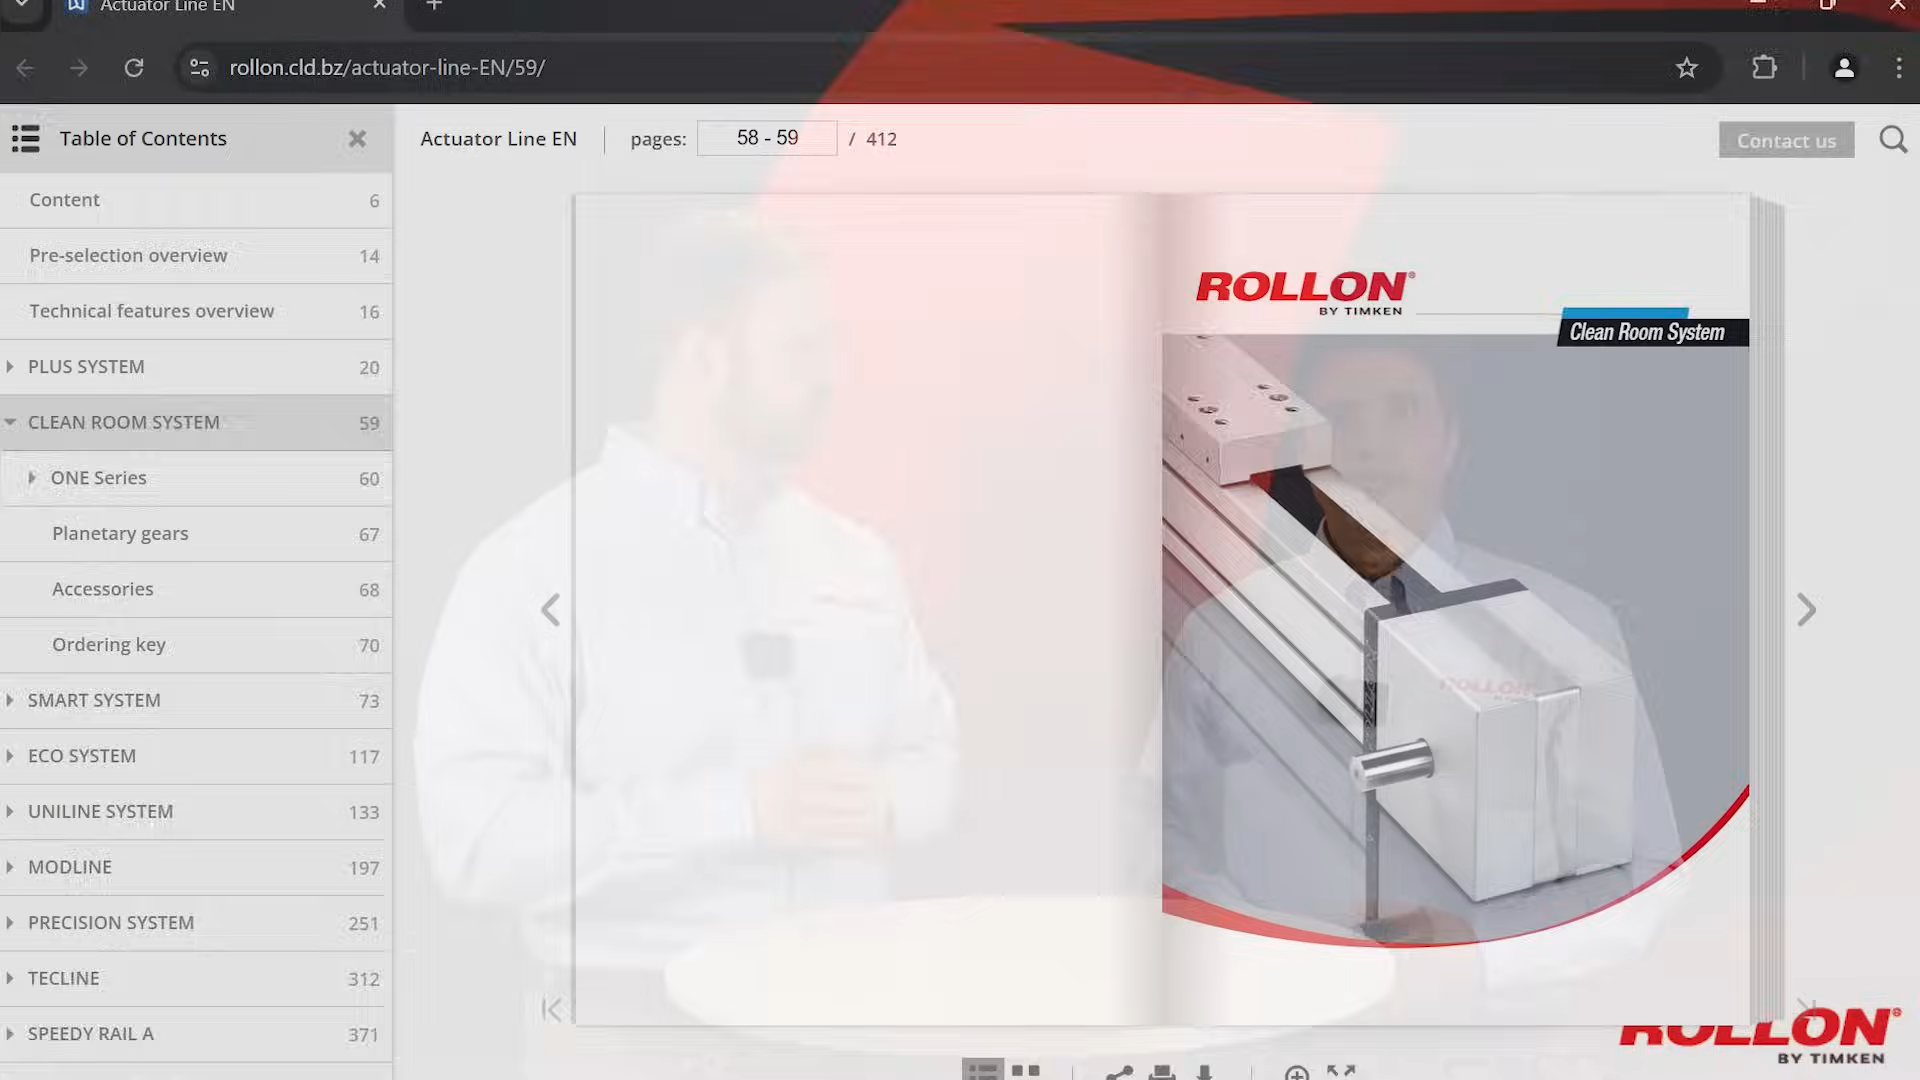 Actuator Line EN
rollon.cld.bz/actuator-line-EN/59/
Table of Contents
Actuator Line EN
pages:
58 - 59
/ 412
Contact us
Content 6
Pre-selection overview 14
Technical features overview 16
PLUS SYSTEM 20
CLEAN ROOM SYSTEM 59
ONE Series 60
Planetary gears 67
Accessories 68
Ordering key 70
SMART SYSTEM 73
ECO SYSTEM 117
UNILINE SYSTEM 133
MODLINE 197
PRECISION SYSTEM 251
TECLINE 312
SPEEDY RAIL A 371
ROLLON®
BY TIMKEN
Clean Room System
ROLLON
ROLLON®
BY TIMKEN